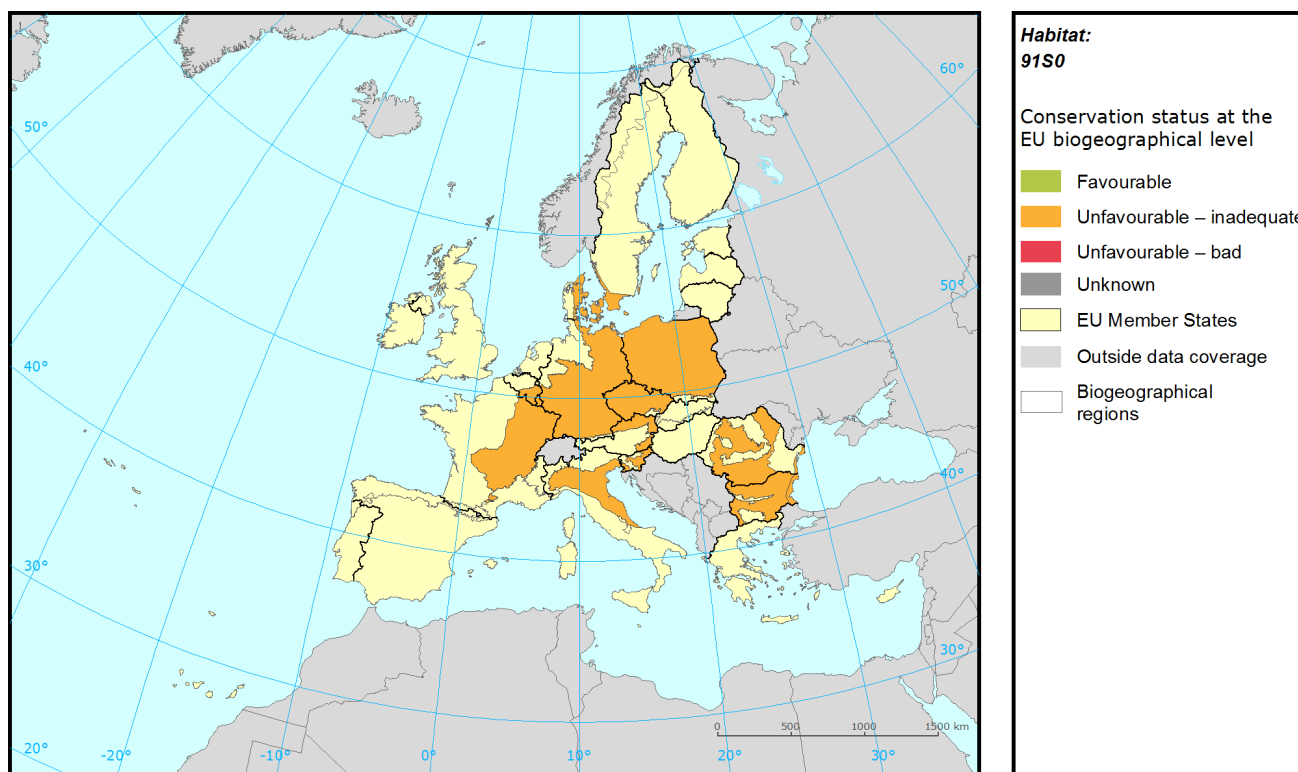 Habitat:
91S0
Conservation status at the
EU biogeographical level
Favourable
Unfavourable – inadequate
Unfavourable – bad
Unknown
EU Member States
Outside data coverage
Biogeographical
regions
60°
50°
50°
40°
40°
30°
30°
20°
-20°
-10°
0°
10°
20°
30°
0 500 1000 1500 km